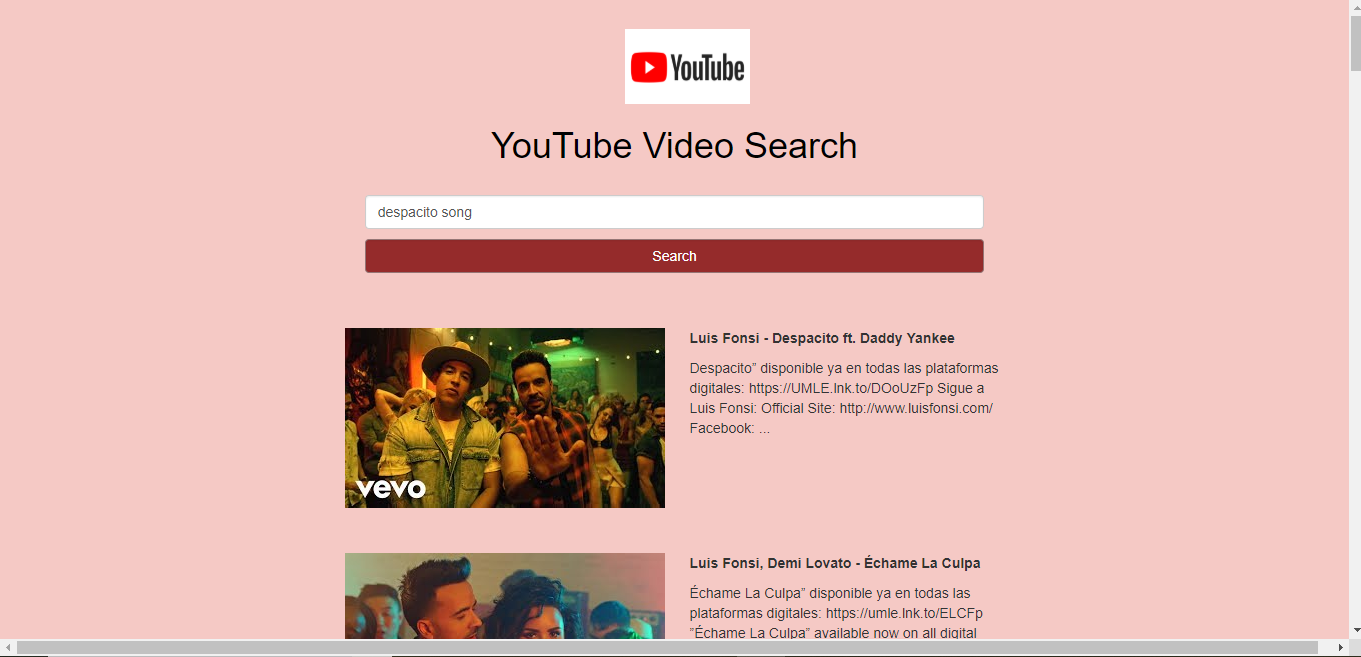 YouTube
YouTube Video Search
despacito song
Search
Luis Fonsi - Despacito ft. Daddy Yankee
Despacito” disponible ya en todas las plataformas
digitales: https://UMLE.lnk.to/DOoUzFp Sigue a
Luis Fonsi: Official Site: http://www.luisfonsi.com/
Facebook: ...
vevo
Luis Fonsi, Demi Lovato - Échame La Culpa
Échame La Culpa” disponible ya en todas las
plataformas digitales: https://umle.lnk.to/ELCFp
”Échame La Culpa” available now on all digital